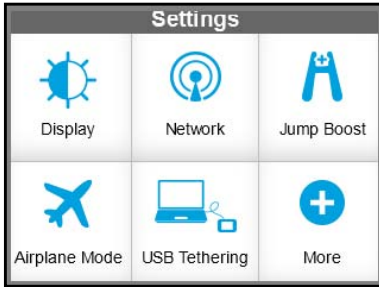 Settings
Display
Network
Jump Boost
Airplane Mode
USB Tethering
More